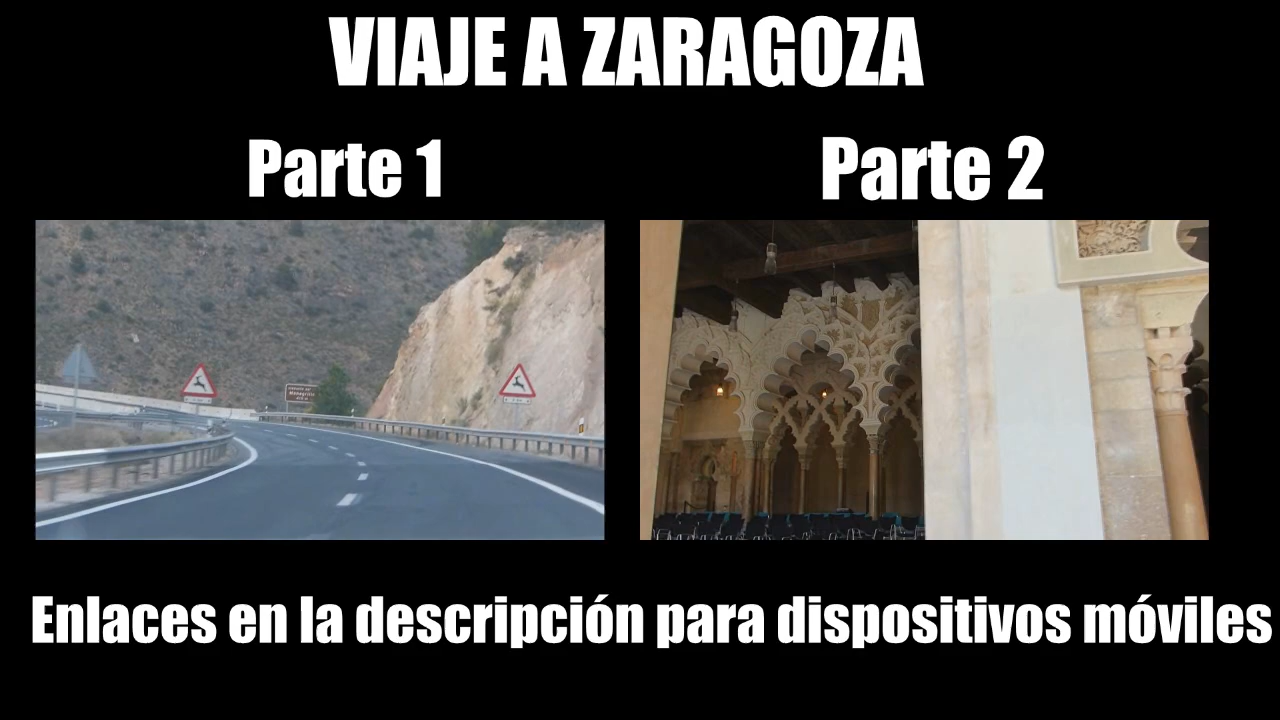 VIAJE A ZARAGOZA
Parte 1
Parte 2
Enlaces en la descripción para dispositivos móviles